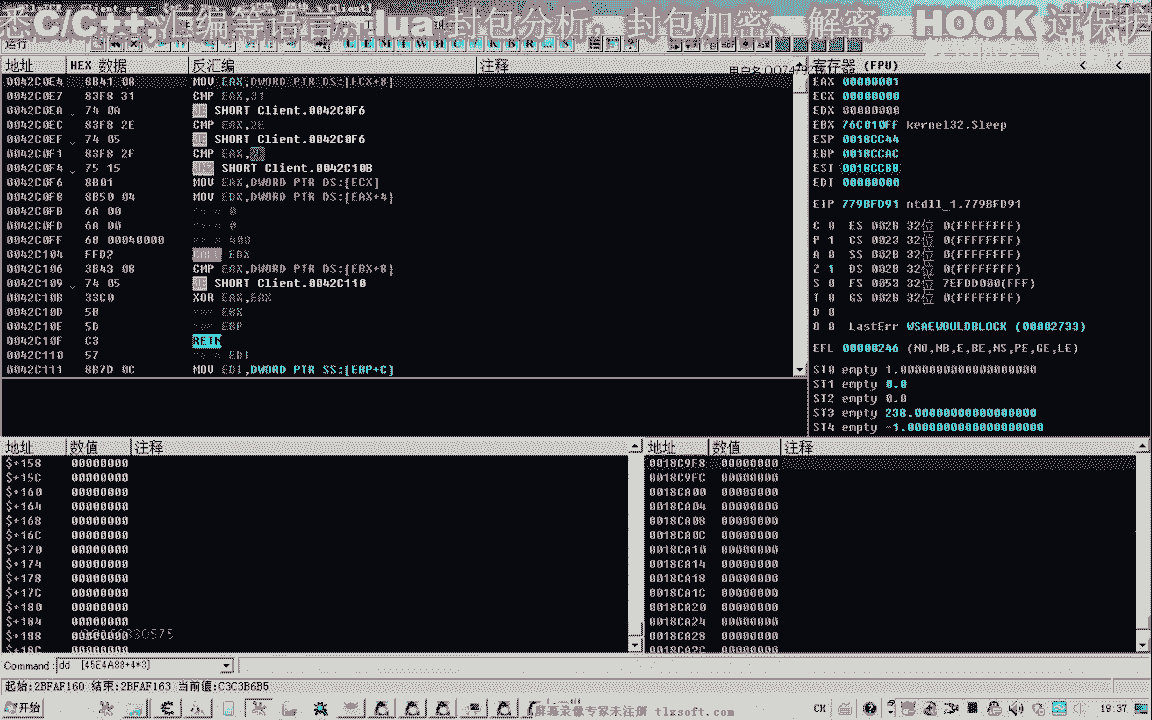 悉C/C++,汇编等语言，lua 封包分析、封包加密、解密，HOOK 过保护
地址 HEX 数据 反汇编 注释
0042C0E4 8B41 08 MOV EAX,DWORD PTR DS:[ECX+8]
0042C0E7 83F8 31 CMP EAX,31
0042C0EA 74 0A SHORT Client.0042C0F6
0042C0EC 83F8 2E CMP EAX,2E
0042C0EF 74 05 SHORT Client.0042C0F6
0042C0F1 83F8 2F CMP EAX,
0042C0F4 75 15 SHORT Client.0042C10B
0042C0F6 8B01 MOV EAX,DWORD PTR DS:[ECX]
0042C0F8 8B50 04 MOV EDX,DWORD PTR DS:[EAX+4]
0042C0FB 6A 00 0
0042C0FD 6A 00 0
0042C0FF 68 00040000 400
0042C104 FFD2 EDX
0042C106 3B43 08 CMP EAX,DWORD PTR DS:[EBX+8]
0042C109 74 05 SHORT Client.0042C110
0042C10B 33C0 XOR EAX,EAX
0042C10D 5B EBX
0042C10E 5D EBP
0042C10F C3 RETN
0042C110 57 EDI
0042C111 8B7D 0C MOV EDI,DWORD PTR SS:[EBP+C]
寄存器 (FPU) < <
EAX 00000001
ECX 00000000
EDX 00000000
EBX 76C010FF kernel32.Sleep
ESP 0018CC44
EBP 0018CCAC
ESI 0018CCB0
EDI 00000000
EIP 779BFD91 ntdll_1.779BFD91
C 0 ES 002B 32位 0(FFFFFFFF)
P 1 CS 0023 32位 0(FFFFFFFF)
A 0 SS 002B 32位 0(FFFFFFFF)
Z 1 DS 002B 32位 0(FFFFFFFF)
S 0 FS 0053 32位 7EFDD000(FFF)
T 0 GS 002B 32位 0(FFFFFFFF)
D 0
O 0 LastErr WSAEWOULDBLOCK (00002733)
EFL 00000246 (NO,NB,E,BE,NS,PE,GE,LE)
ST0 empty 1.0000000000000000000
ST1 empty 0.0
ST2 empty 0.0
ST3 empty 238.00000000000000000
ST4 empty -1.0000000000000000000
地址 数值 注释
$+158 00000000
$+15C 00000000
$+160 00000000
$+164 00000000
$+168 00000000
$+16C 00000000
$+170 00000000
$+174 00000000
$+178 00000000
$+17C 00000000
$+180 00000000
$+184 00000000
$+188
$+18C 00000000
地址 数值 注释
0018C9F8 00000000
0018C9FC 00000000
0018CA00 00000000
0018CA04 00000000
0018CA08 00000000
0018CA0C 00000000
0018CA10 00000000
0018CA14 00000000
0018CA18 00000000
0018CA1C 00000000
0018CA20 00000000
0018CA24 00000000
0018CA28 00000000
0018CA2C 00000000
Command: dd [45E4A88+4*3]
起始:2BFAF160 结束:2BFAF163 当前值:C3C3B6B5
开始
屏幕录像专家未注册 tlxsoft.com
CH 19:37